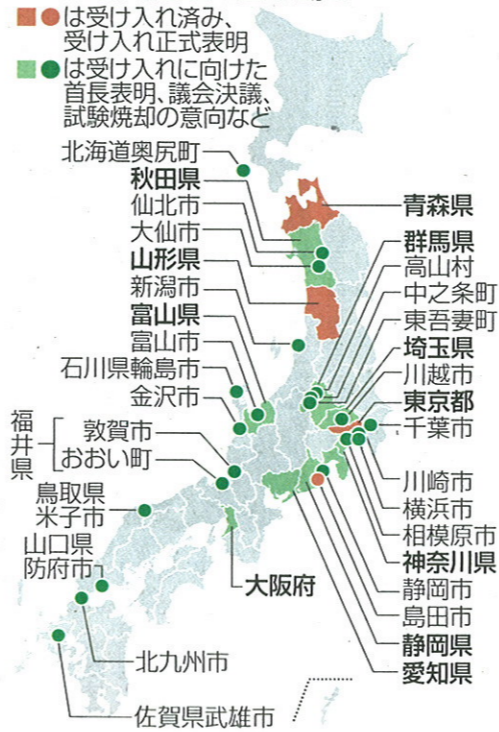 ■●は受け入れ済み、
受け入れ正式表明
■●は受け入れに向けた
首長表明、議会決議、
試験焼却の意向など
北海道奥尻町
秋田県
仙北市
大仙市
山形県
新潟市
富山県
富山市
石川県輪島市
金沢市
福井県
敦賀市
おおい町
鳥取県
米子市
山口県
防府市
青森県
群馬県
高山村
中之条町
東吾妻町
埼玉県
川越市
東京都
千葉市
川崎市
横浜市
相模原市
神奈川県
静岡市
島田市
静岡県
愛知県
大阪府
北九州市
佐賀県武雄市